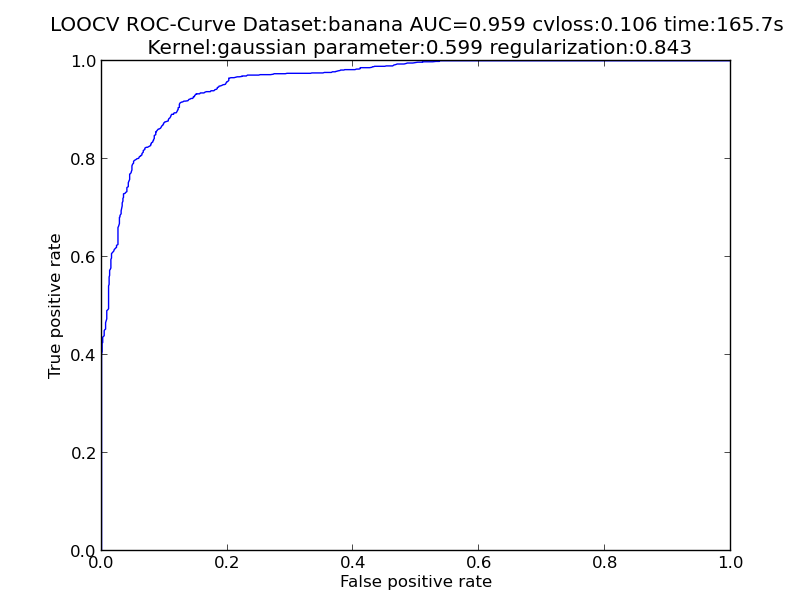 LOOCV ROC-Curve Dataset:banana AUC=0.959 cvloss:0.106 time:165.7s
Kernel:gaussian parameter:0.599 regularization:0.843
1.0
0.8
0.6
0.4
0.2
0.0
True positive rate
0.0 0.2 0.4 0.6 0.8 1.0
False positive rate